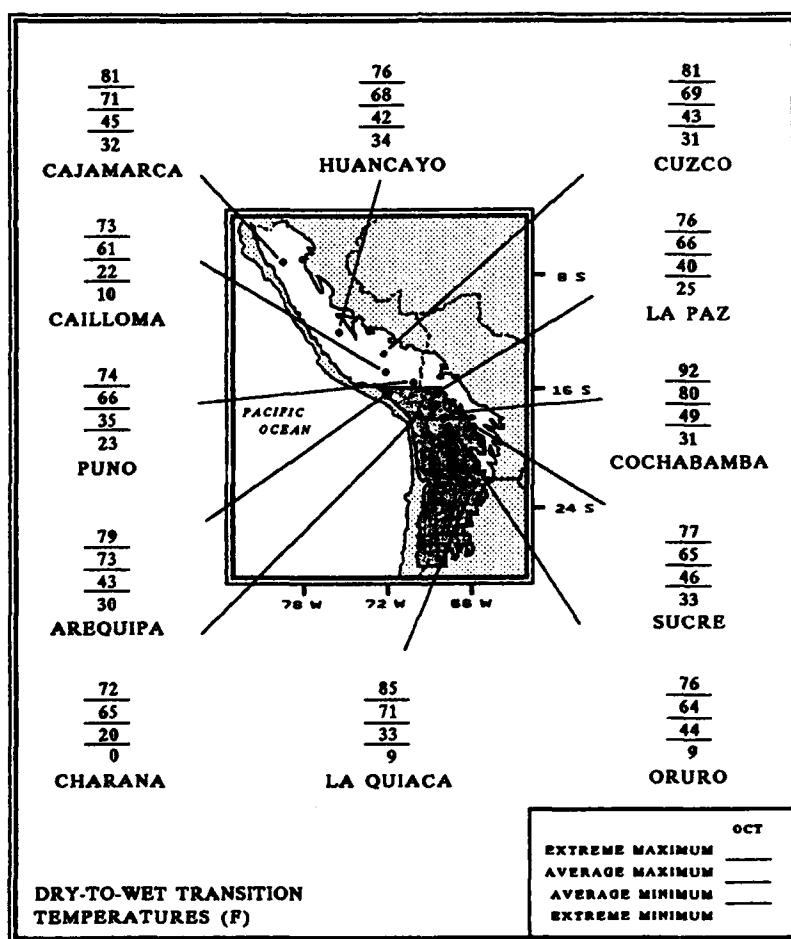 81
71
45
32
CAJAMARCA
76
68
42
34
HUANCAYO
81
69
43
31
CUZCO
73
61
22
10
CAILLOMA
76
66
40
25
LA PAZ
74
66
35
23
PUNO
92
80
49
31
COCHABAMBA
79
73
43
30
AREQUIPA
77
65
46
33
SUCRE
72
65
20
0
CHARANA
85
71
33
9
LA QUIACA
76
64
44
9
ORURO
8 S
16 S
24 S
PACIFIC
OCEAN
78 W 72 W 66 W
OCT
EXTREME MAXIMUM
AVERAGE MAXIMUM
AVERAGE MINIMUM
EXTREME MINIMUM
DRY-TO-WET TRANSITION
TEMPERATURES (F)